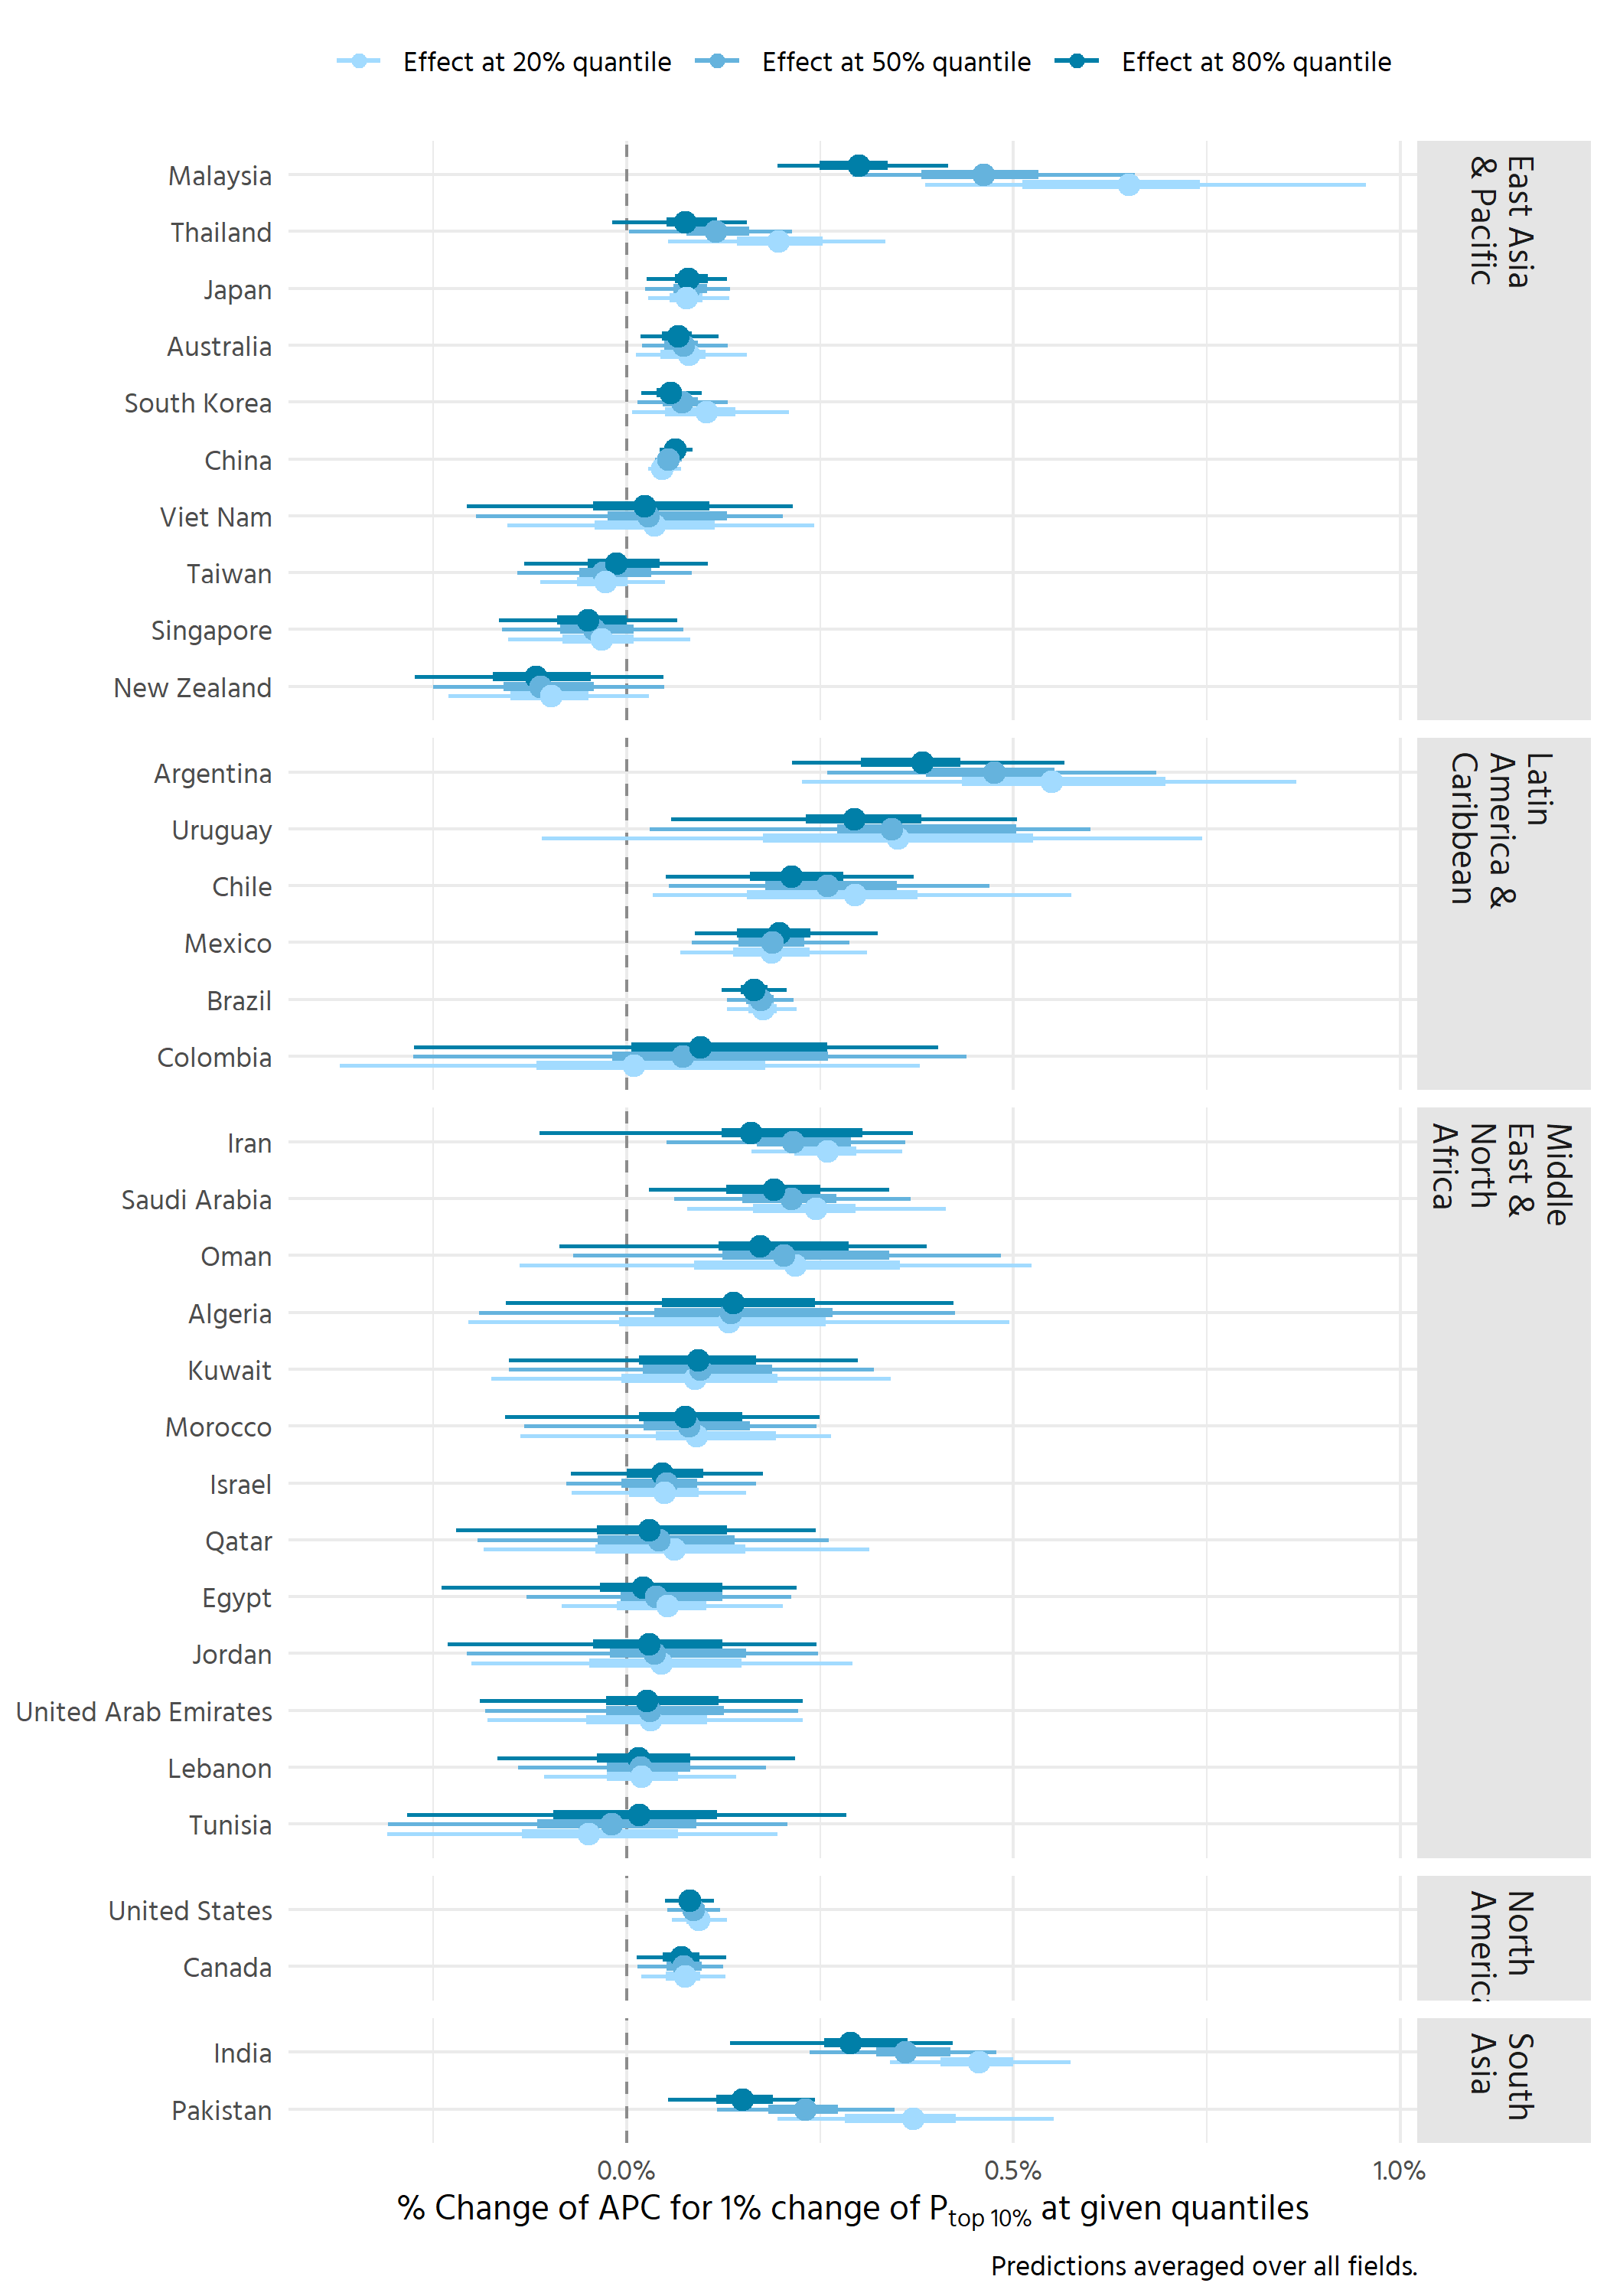 Effect at 20% quantile Effect at 50% quantile Effect at 80% quantile
Malaysia
Thailand
Japan
Australia
South Korea
China
Viet Nam
Taiwan
Singapore
New Zealand
East Asia
& Pacific
Argentina
Uruguay
Chile
Mexico
Brazil
Colombia
Latin
America &
Caribbean
Iran
Saudi Arabia
Oman
Algeria
Kuwait
Morocco
Israel
Qatar
Egypt
Jordan
United Arab Emirates
Lebanon
Tunisia
Middle
East &
North
Africa
United States
Canada
North
America
India
Pakistan
South
Asia
0.0% 0.5% 1.0%
% Change of APC for 1% change of P top 10% at given quantiles
Predictions averaged over all fields.